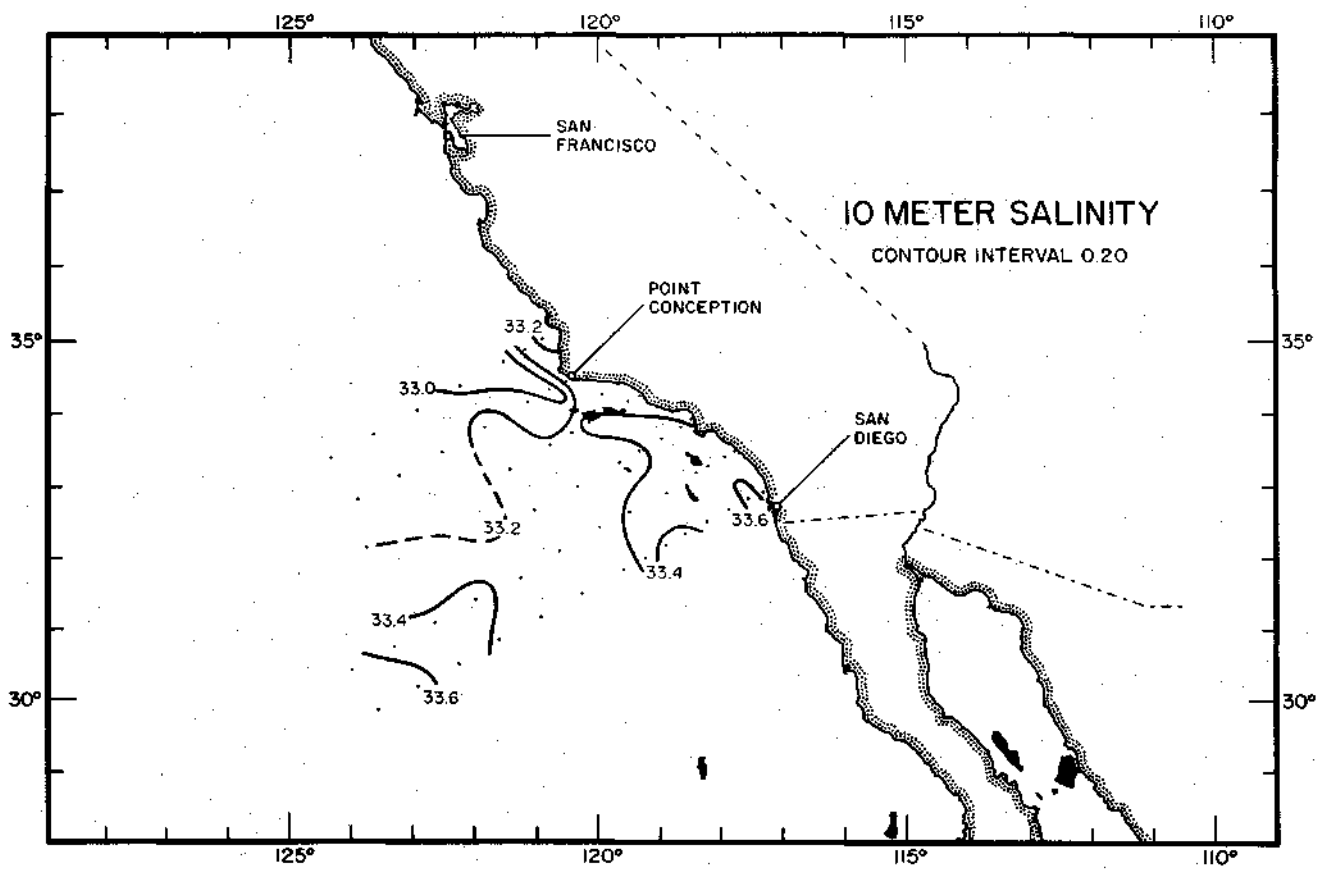 125°
120°
115°
110°
SAN
FRANCISCO
10 METER SALINITY
CONTOUR INTERVAL 0.20
POINT
CONCEPTION
33.2
35°
35°
33.0
SAN
DIEGO
33.6
33.2
33.4
33.4
33.6
30°
30°
125°
120°
115°
110°